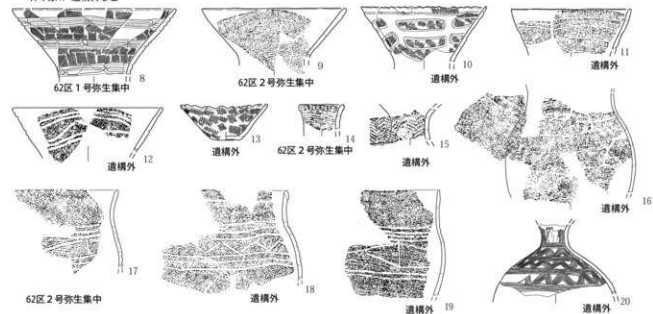 8
62区1号弥生集中
9
62区2号弥生集中
10
遺構外
11
遺構外
12
遺構外
13
遺構外
14
62区2号弥生集中
15
遺構外
16
遺構外
17
62区2号弥生集中
18
遺構外
19
遺構外
20
遺構外